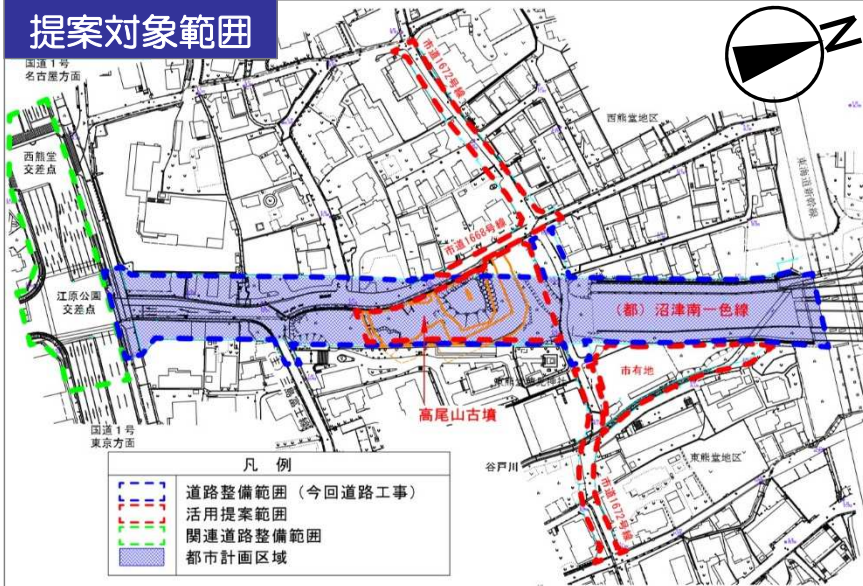 提案対象範囲
N
国道1号
名古屋方面
市道1672号線
西熊堂地区
東海道新幹線
西熊堂
交差点
市道1668号線
江原公園
交差点
(都)沼津南一色線
市有地
高尾山古墳
国道1号
東京方面
谷戸川
東熊堂地区
市道1672号線
凡 例
道路整備範囲(今回道路工事)
活用提案範囲
関連道路整備範囲
都市計画区域